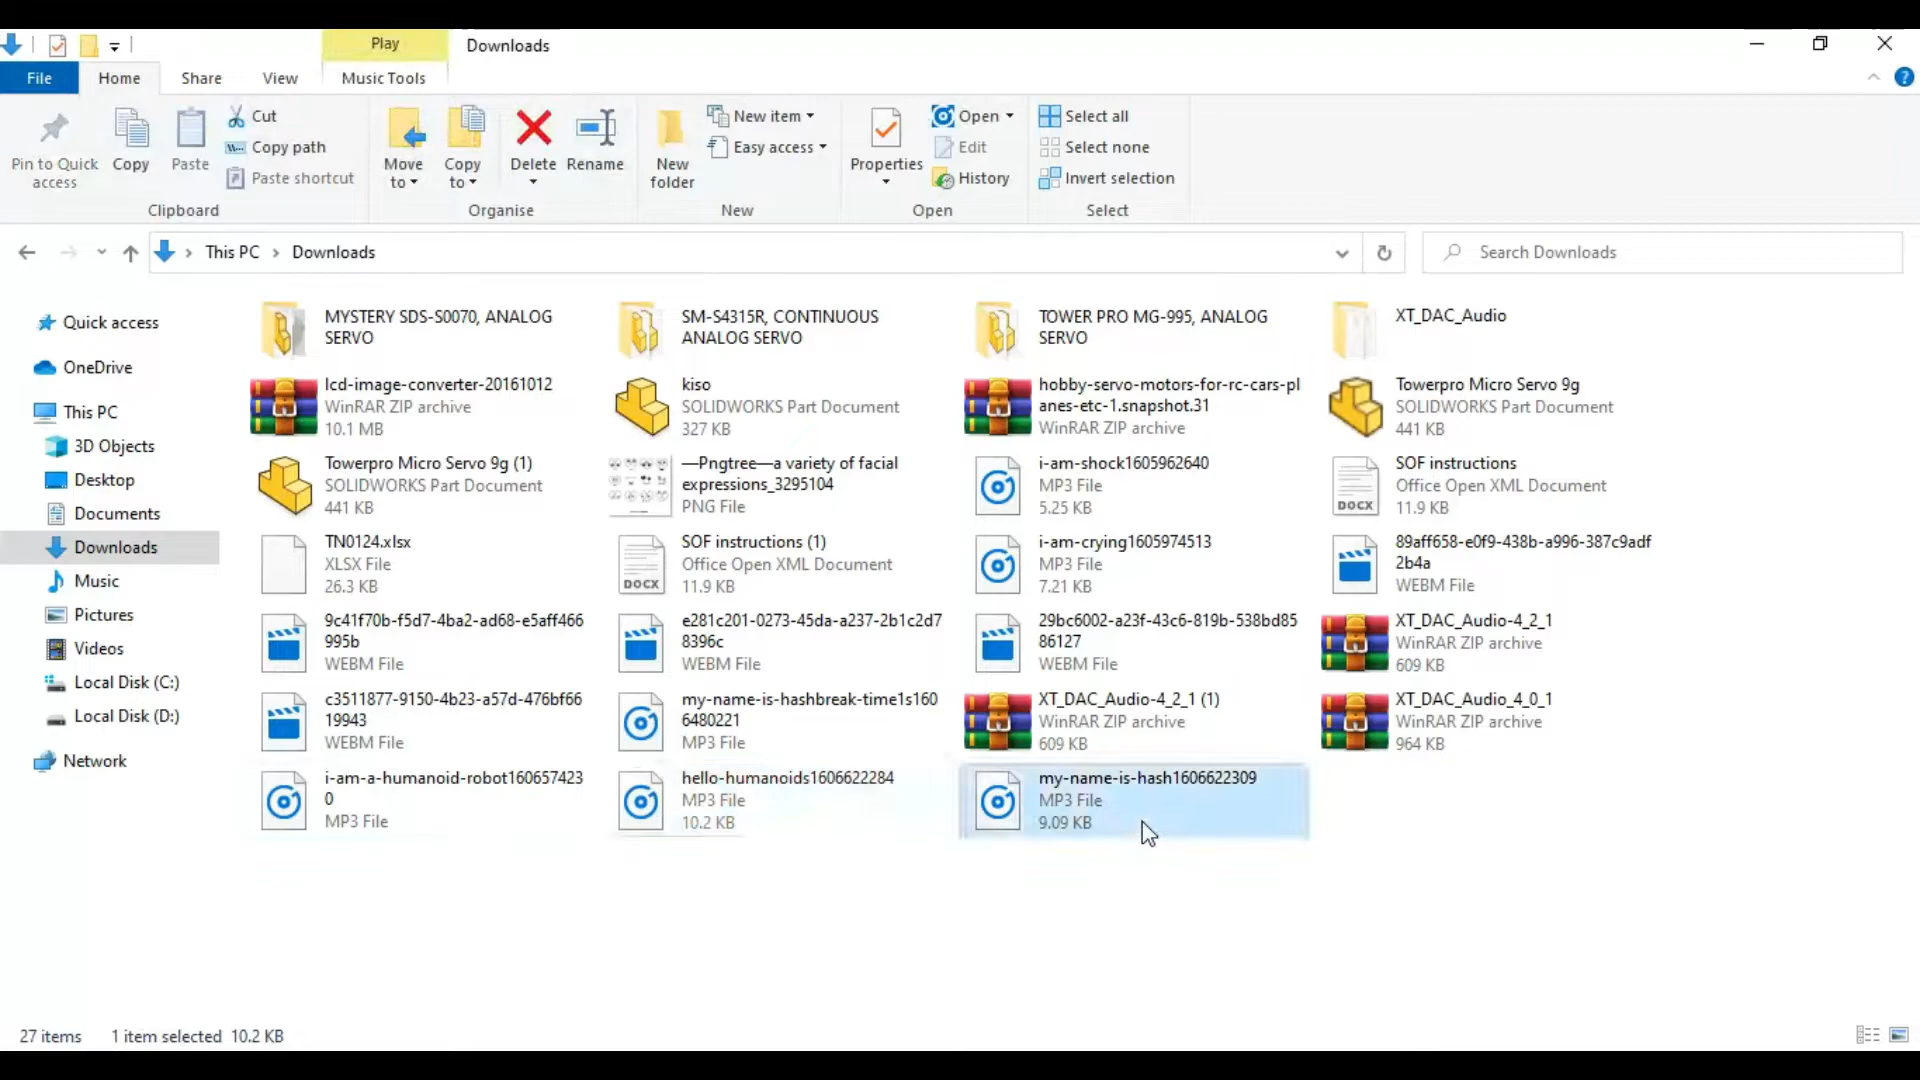 Play
Downloads
File
Home
Share
View
Music Tools
Pin to Quick access
Copy
Paste
Cut
Copy path
Paste shortcut
Clipboard
Move to
Copy to
Delete
Rename
Organise
New folder
New item
Easy access
New
Properties
Open
Edit
History
Open
Select all
Select none
Invert selection
Select
This PC
Downloads
Search Downloads
Quick access
OneDrive
This PC
3D Objects
Desktop
Documents
Downloads
Music
Pictures
Videos
Local Disk (C:)
Local Disk (D:)
Network
MYSTERY SDS-S0070, ANALOG
SERVO
SM-S4315R, CONTINUOUS
ANALOG SERVO
TOWER PRO MG-995, ANALOG
SERVO
XT_DAC_Audio
lcd-image-converter-20161012
WinRAR ZIP archive
10.1 MB
kiso
SOLIDWORKS Part Document
327 KB
hobby-servo-motors-for-rc-cars-pl
anes-etc-1.snapshot.31
WinRAR ZIP archive
Towerpro Micro Servo 9g
SOLIDWORKS Part Document
441 KB
Towerpro Micro Servo 9g (1)
SOLIDWORKS Part Document
441 KB
—Pngtree—a variety of facial
expressions_3295104
PNG File
i-am-shock1605962640
MP3 File
5.25 KB
DOCX
SOF instructions
Office Open XML Document
11.9 KB
TN0124.xlsx
XLSX File
26.3 KB
DOCX
SOF instructions (1)
Office Open XML Document
11.9 KB
i-am-crying1605974513
MP3 File
7.21 KB
89aff658-e0f9-438b-a996-387c9adf
2b4a
WEBM File
9c41f70b-f5d7-4ba2-ad68-e5aff466
995b
WEBM File
e281c201-0273-45da-a237-2b1c2d7
8396c
WEBM File
29bc6002-a23f-43c6-819b-538bd85
86127
WEBM File
XT_DAC_Audio-4_2_1
WinRAR ZIP archive
609 KB
c3511877-9150-4b23-a57d-476bf66
19943
WEBM File
my-name-is-hashbreak-time1s160
6480221
MP3 File
XT_DAC_Audio-4_2_1 (1)
WinRAR ZIP archive
609 KB
XT_DAC_Audio_4_0_1
WinRAR ZIP archive
964 KB
i-am-a-humanoid-robot160657423
0
MP3 File
hello-humanoids1606622284
MP3 File
10.2 KB
my-name-is-hash1606622309
MP3 File
9.09 KB
27 items
1 item selected 10.2 KB